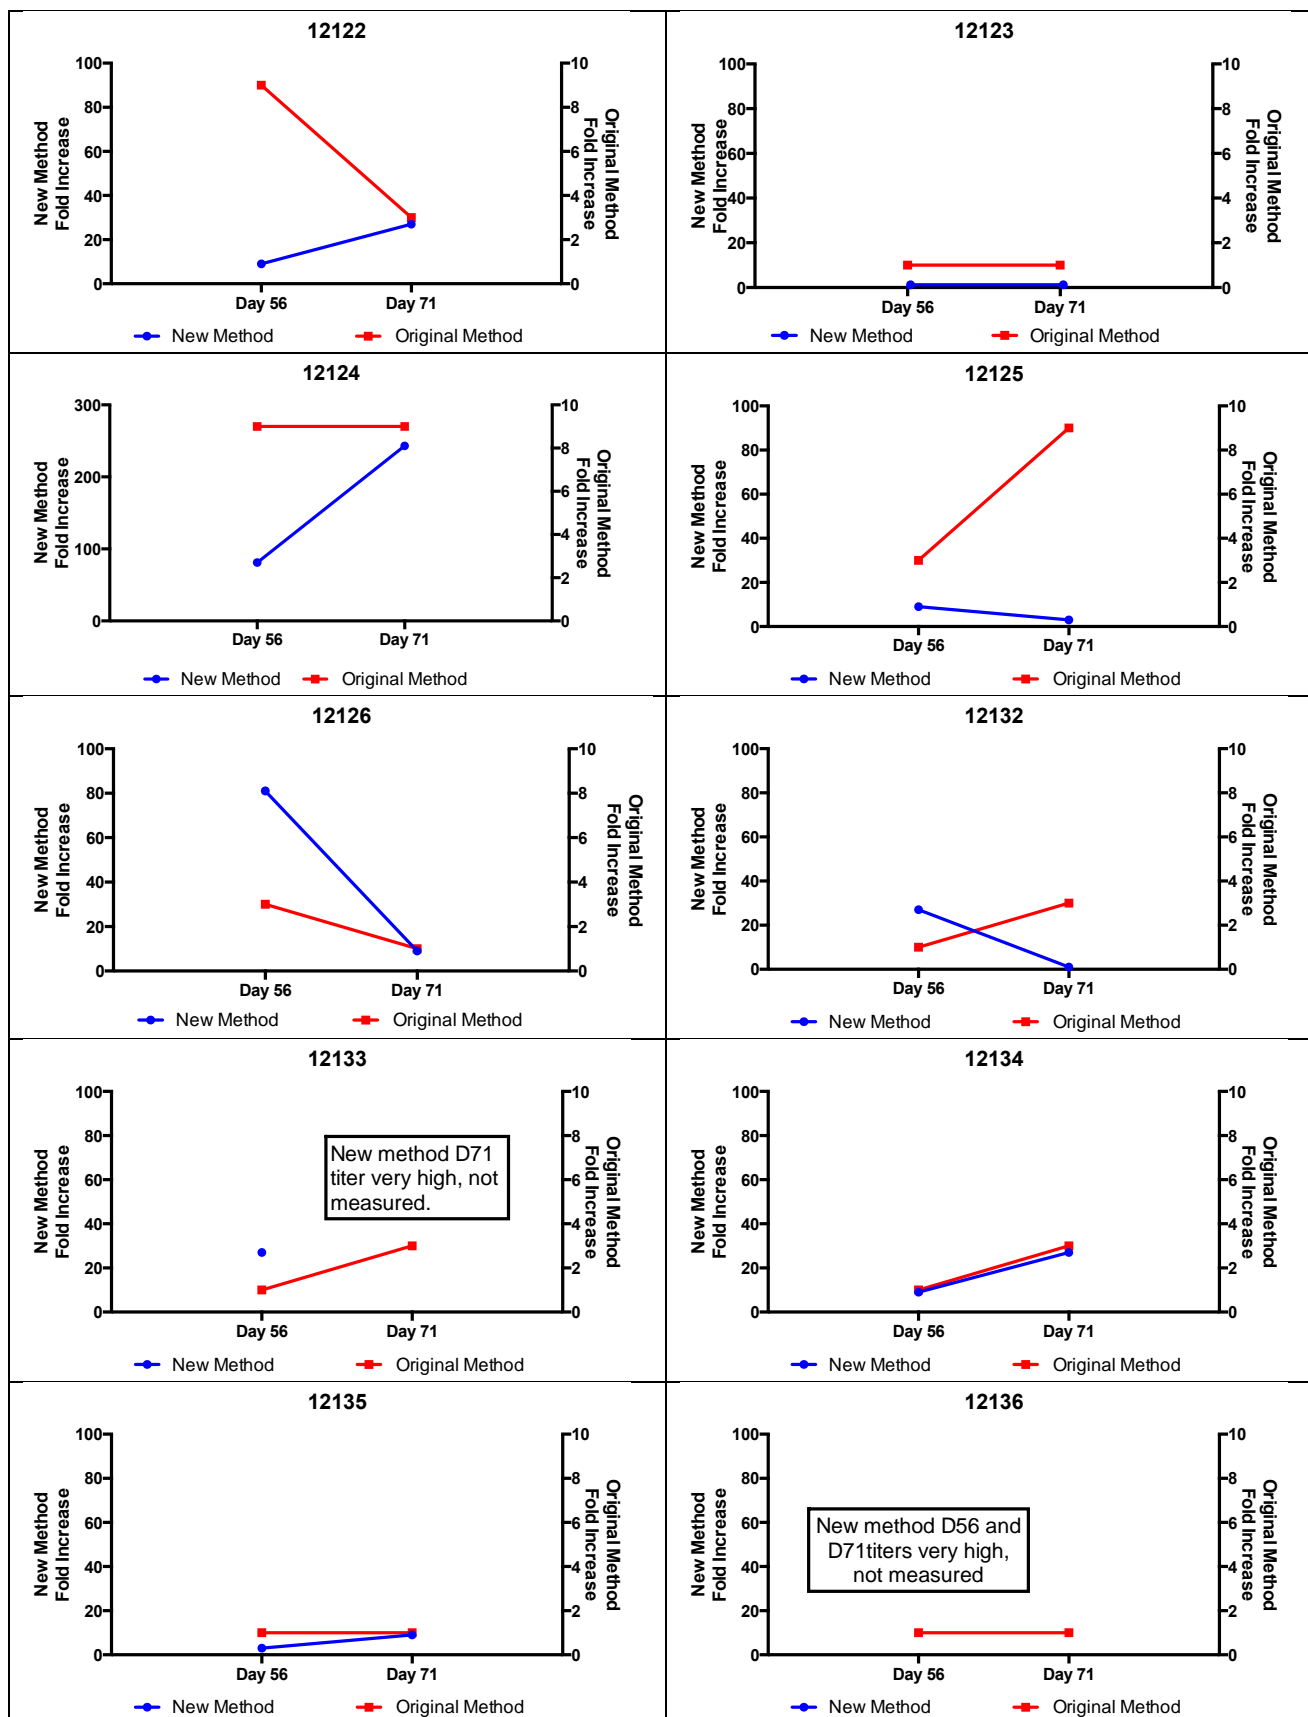 12122
100
80
60
40
20
0
New Method
Fold Increase
10
8
6
4
2
0
Original Method
Fold Increase
Day 56
Day 71
New Method
Original Method
12123
100
80
60
40
20
0
New Method
Fold Increase
10
8
6
4
2
0
Original Method
Fold Increase
Day 56
Day 71
New Method
Original Method
12124
300
200
100
0
New Method
Fold Increase
10
8
6
4
2
0
Original Method
Fold Increase
Day 56
Day 71
New Method
Original Method
12125
100
80
60
40
20
0
New Method
Fold Increase
10
8
6
4
2
0
Original Method
Fold Increase
Day 56
Day 71
New Method
Original Method
12126
100
80
60
40
20
0
New Method
Fold Increase
10
8
6
4
2
0
Original Method
Fold Increase
Day 56
Day 71
New Method
Original Method
12132
100
80
60
40
20
0
New Method
Fold Increase
10
8
6
4
2
0
Original Method
Fold Increase
Day 56
Day 71
New Method
Original Method
12133
100
80
60
40
20
0
New Method
Fold Increase
New method D71
titer very high, not
measured.
10
8
6
4
2
0
Original Method
Fold Increase
Day 56
Day 71
New Method
Original Method
12134
100
80
60
40
20
0
New Method
Fold Increase
10
8
6
4
2
0
Original Method
Fold Increase
Day 56
Day 71
New Method
Original Method
12135
100
80
60
40
20
0
New Method
Fold Increase
10
8
6
4
2
0
Original Method
Fold Increase
Day 56
Day 71
New Method
Original Method
12136
100
80
60
40
20
0
New Method
Fold Increase
New method D56 and
D71titers very high,
not measured
10
8
6
4
2
0
Original Method
Fold Increase
Day 56
Day 71
New Method
Original Method